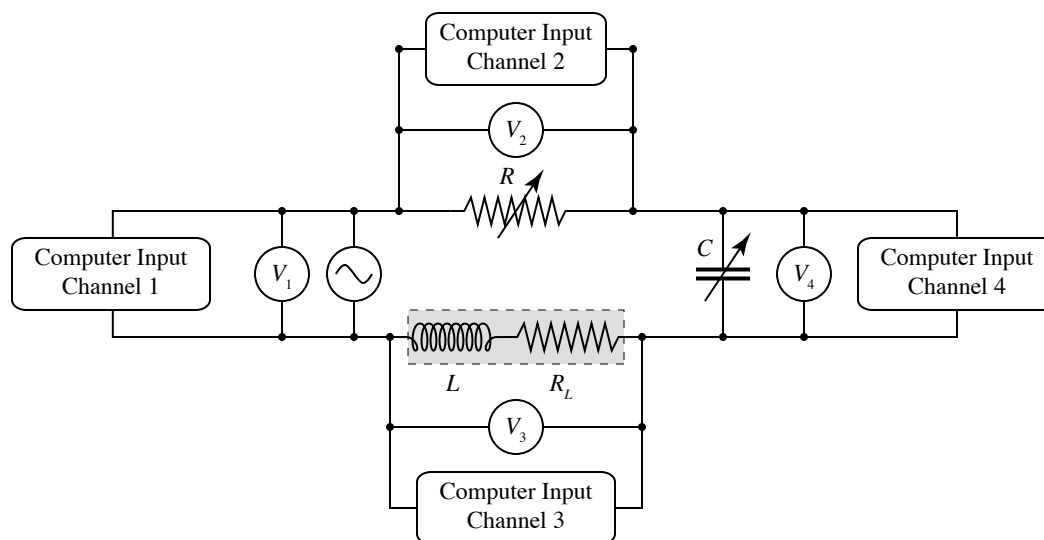 Computer Input
Channel 2
V2
R
Computer Input
Channel 1
V1
C
V4
Computer Input
Channel 4
L
RL
V3
Computer Input
Channel 3